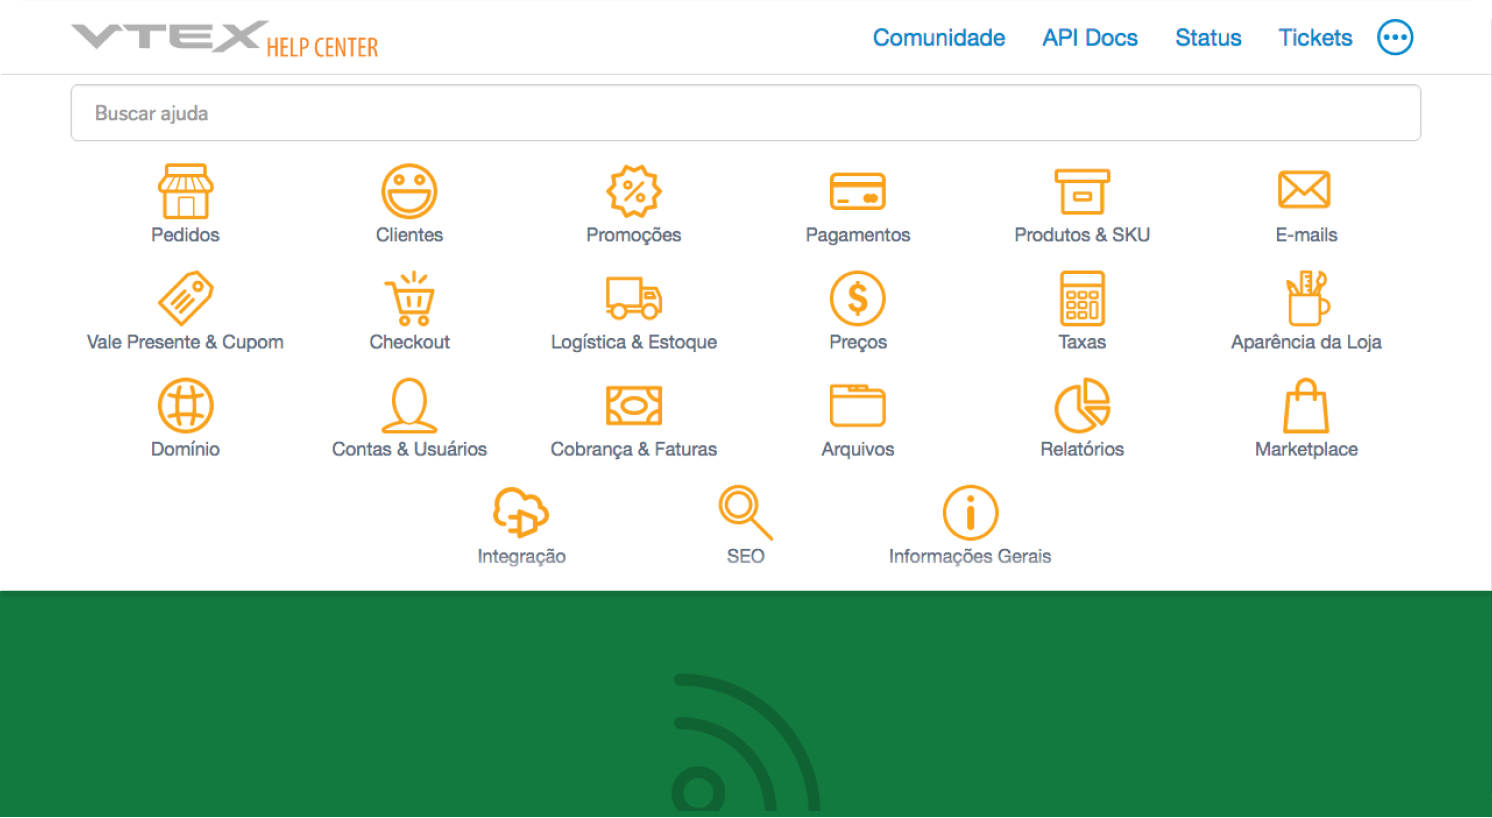 VTEX HELP CENTER
Comunidade API Docs Status Tickets
Buscar ajuda
Pedidos Clientes Promoções Pagamentos Produtos & SKU E-mails
Vale Presente & Cupom Checkout Logística & Estoque Preços Taxas Aparência da Loja
Domínio Contas & Usuários Cobrança & Faturas Arquivos Relatórios Marketplace
Integração SEO Informações Gerais